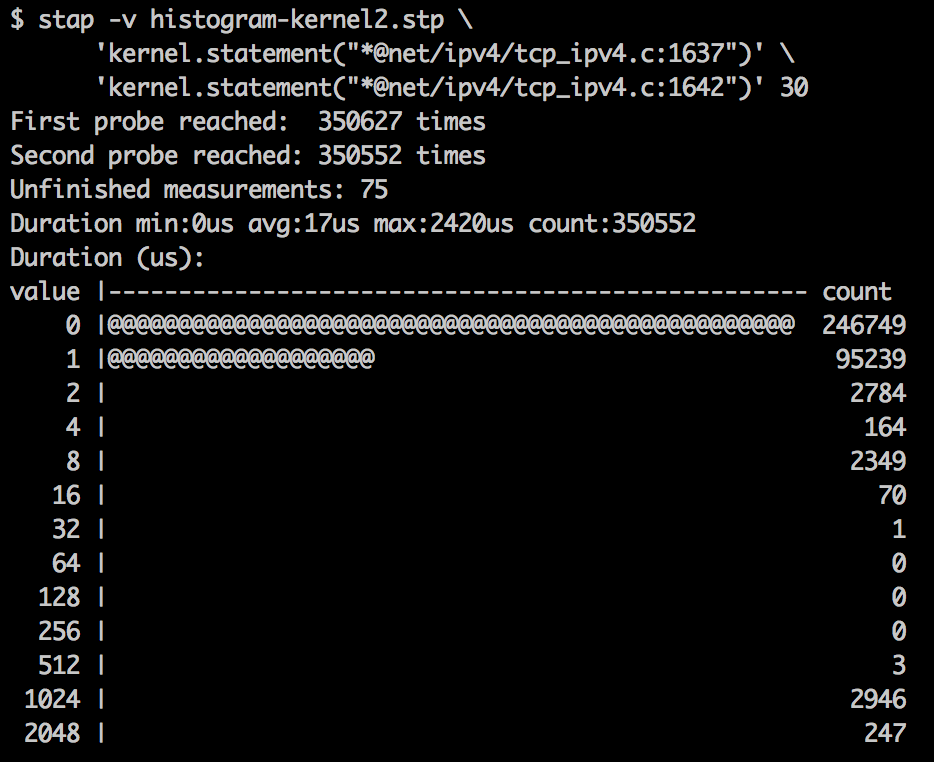 $ stap -v histogram-kernel2.stp \
'kernel.statement("*@net/ipv4/tcp_ipv4.c:1637")' \
'kernel.statement("*@net/ipv4/tcp_ipv4.c:1642")' 30
First probe reached:  350627 times
Second probe reached: 350552 times
Unfinished measurements: 75
Duration min:0us avg:17us max:2420us count:350552
Duration (us):
value |-------------------------------------------------- count
0 |@@@@@@@@@@@@@@@@@@@@@@@@@@@@@@@@@@@@@@@@@@@@@@@@@ 246749
1 |@@@@@@@@@@@@@@@@@@@ 95239
2 | 2784
4 | 164
8 | 2349
16 | 70
32 | 1
64 | 0
128 | 0
256 | 0
512 | 3
1024 | 2946
2048 | 247